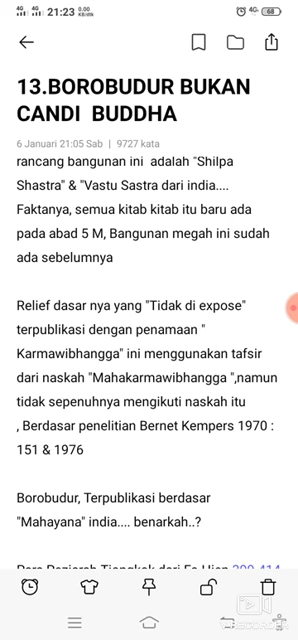 21:23 0.00 KB/dtk 4G 68
13.BOROBUDUR BUKAN
CANDI BUDDHA
6 Januari 21:05 Sab | 9727 kata
rancang bangunan ini adalah "Shilpa
Shastra" & "Vastu Sastra dari india....
Faktanya, semua kitab kitab itu baru ada
pada abad 5 M, Bangunan megah ini sudah
ada sebelumnya
Relief dasar nya yang "Tidak di expose"
terpublikasi dengan penamaan "
Karmawibhangga" ini menggunakan tafsir
dari naskah "Mahakarmawibhangga ",namun
tidak sepenuhnya mengikuti naskah itu
, Berdasar penelitian Bernet Kempers 1970 :
151 & 1976
Borobudur, Terpublikasi berdasar
"Mahayana" india.... benarkah..?